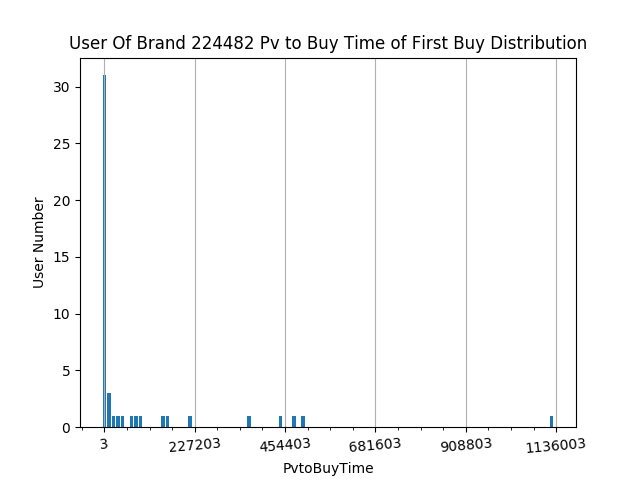 User Of Brand 224482 Pv to Buy Time of First Buy Distribution
30
25
20
15
10
5
0
User Number
3 227203 454403 681603 908803 1136003
PvtoBuyTime